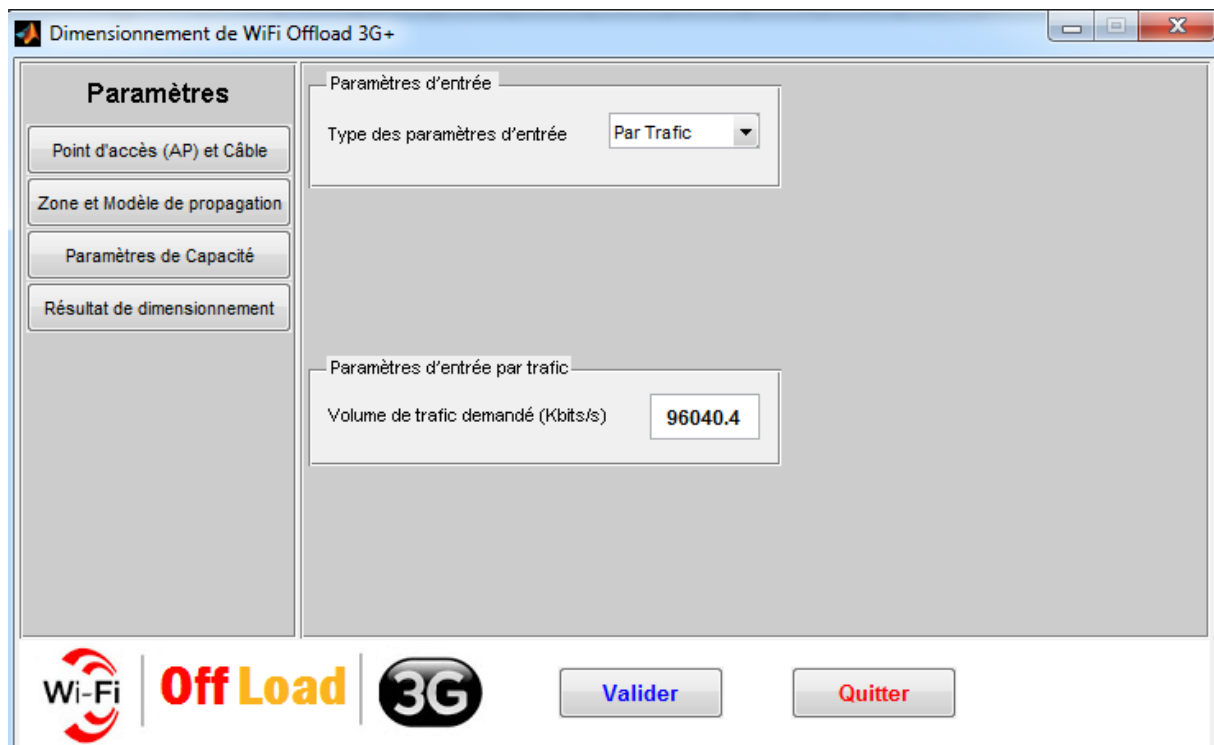 Dimensionnement de WiFi Offload 3G+
Paramètres
Point d'accès (AP) et Câble
Zone et Modèle de propagation
Paramètres de Capacité
Résultat de dimensionnement
Paramètres d'entrée
Type des paramètres d'entrée
Par Trafic
Paramètres d'entrée par trafic
Volume de trafic demandé (Kbits/s)
96040.4
Wi-Fi
Off Load
3G
Valider
Quitter